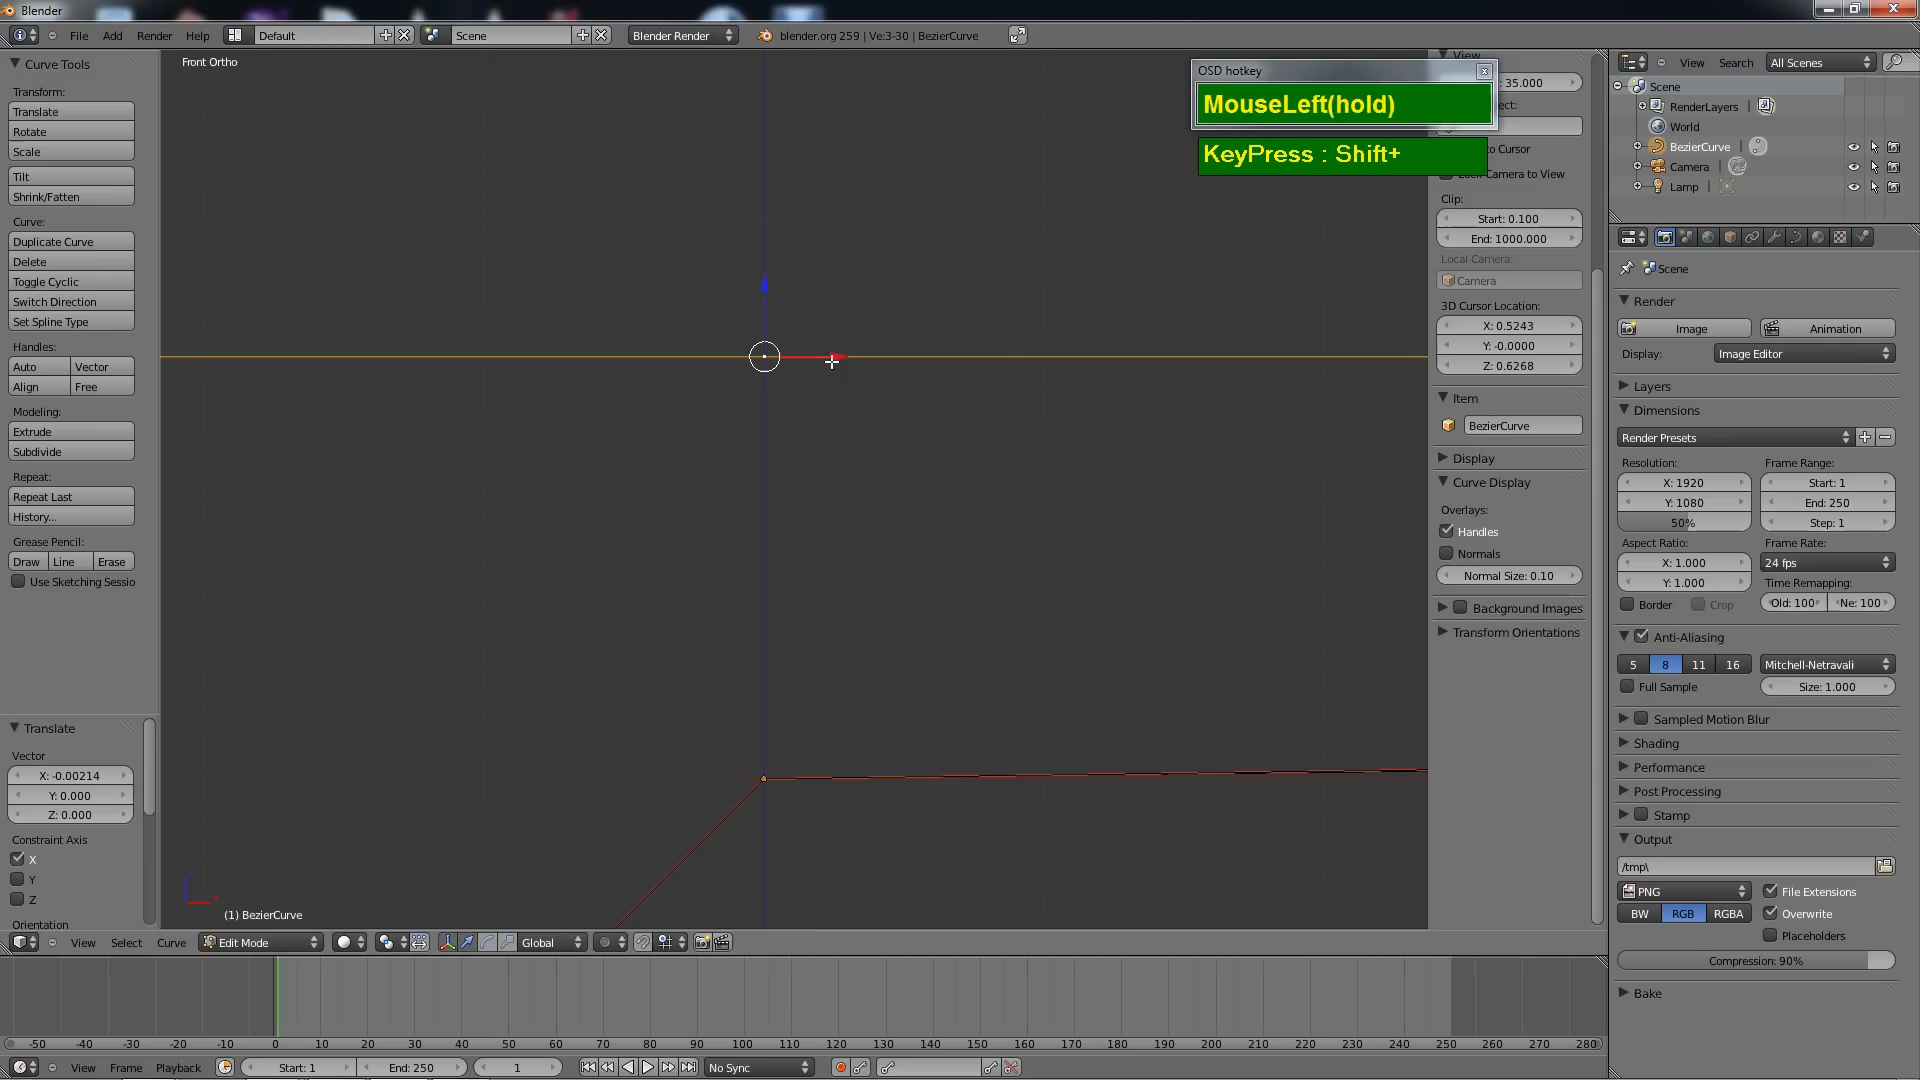 Blender
File Add Render Help Default Scene Blender Render blender.org 259 | Ve:3-30 | BezierCurve
Curve Tools
Transform:
Translate
Rotate
Scale
Tilt
Shrink/Fatten
Curve:
Duplicate Curve
Delete
Toggle Cyclic
Switch Direction
Set Spline Type
Handles:
Auto Vector
Align Free
Modeling:
Extrude
Subdivide
Repeat:
Repeat Last
History...
Grease Pencil:
Draw Line Erase
Use Sketching Sessio
Translate
Vector
X: -0.00214
Y: 0.000
Z: 0.000
Constraint Axis
X
Y
Z
Orientation
Front Ortho
(1) BezierCurve
OSD hotkey
MouseLeft(hold)
KeyPress : Shift+
View
35.000
to Cursor
Lock Camera to View
Clip:
Start: 0.100
End: 1000.000
Local Camera:
Camera
3D Cursor Location:
X: 0.5243
Y: -0.0000
Z: 0.6268
Item
BezierCurve
Display
Curve Display
Overlays:
Handles
Normals
Normal Size: 0.10
Background Images
Transform Orientations
View Search All Scenes
Scene
RenderLayers
World
BezierCurve
Camera
Lamp
Scene
Render
Image Animation
Display: Image Editor
Layers
Dimensions
Render Presets
Resolution: Frame Range:
X: 1920 Start: 1
Y: 1080 End: 250
50% Step: 1
Aspect Ratio: Frame Rate:
X: 1.000 24 fps
Y: 1.000 Time Remapping:
Border Crop Old: 100 Ne: 100
Anti-Aliasing
5 8 11 16 Mitchell-Netravali
Full Sample Size: 1.000
Sampled Motion Blur
Shading
Performance
Post Processing
Stamp
Output
/tmp\
PNG File Extensions
BW RGB RGBA Overwrite
Placeholders
Compression: 90%
Bake
View Select Curve Edit Mode Global
-50 -40 -30 -20 -10 0 10 20 30 40 50 60 70 80 90 100 110 120 130 140 150 160 170 180 190 200 210 220 230 240 250 260 270 280
View Frame Playback Start: 1 End: 250 1 No Sync